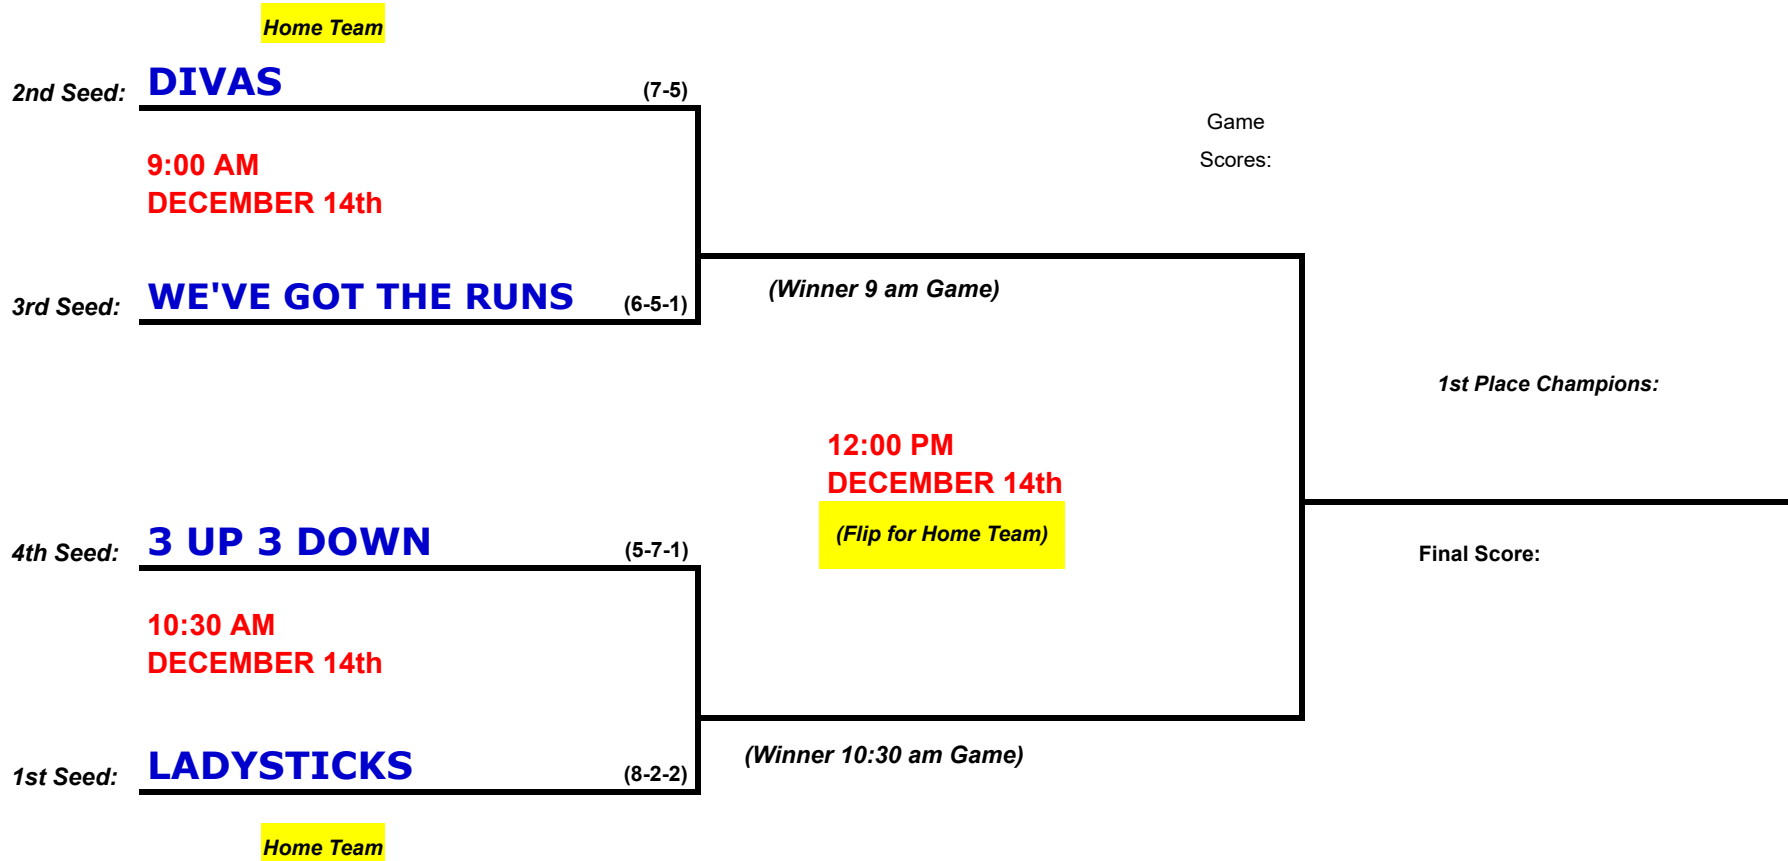 Home Team
2nd Seed: DIVAS (7-5)
Game
Scores:
9:00 AM
DECEMBER 14th
3rd Seed: WE'VE GOT THE RUNS (6-5-1)
(Winner 9 am Game)
1st Place Champions:
12:00 PM
DECEMBER 14th
(Flip for Home Team)
4th Seed: 3 UP 3 DOWN (5-7-1)
Final Score:
10:30 AM
DECEMBER 14th
(Winner 10:30 am Game)
1st Seed: LADYSTICKS (8-2-2)
Home Team